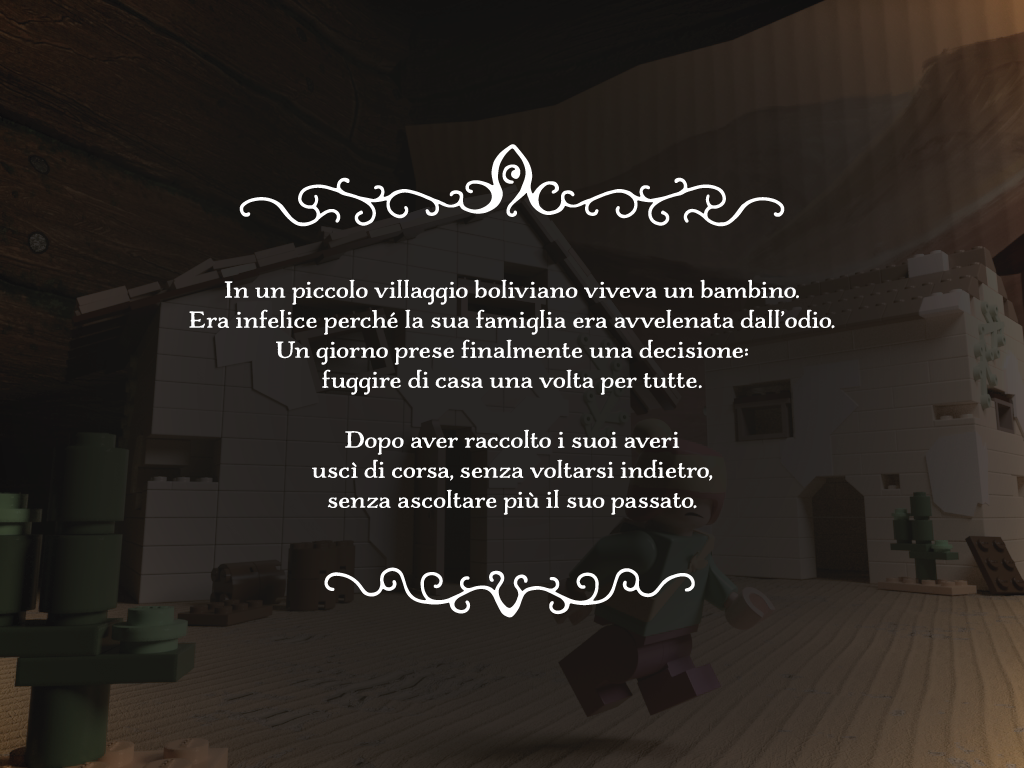 In un piccolo villaggio boliviano viveva un bambino.
Era infelice perché la sua famiglia era avvelenata dall'odio.
Un giorno prese finalmente una decisione:
fuggire di casa una volta per tutte.
Dopo aver raccolto i suoi averi
uscì di corsa, senza voltarsi indietro,
senza ascoltare più il suo passato.